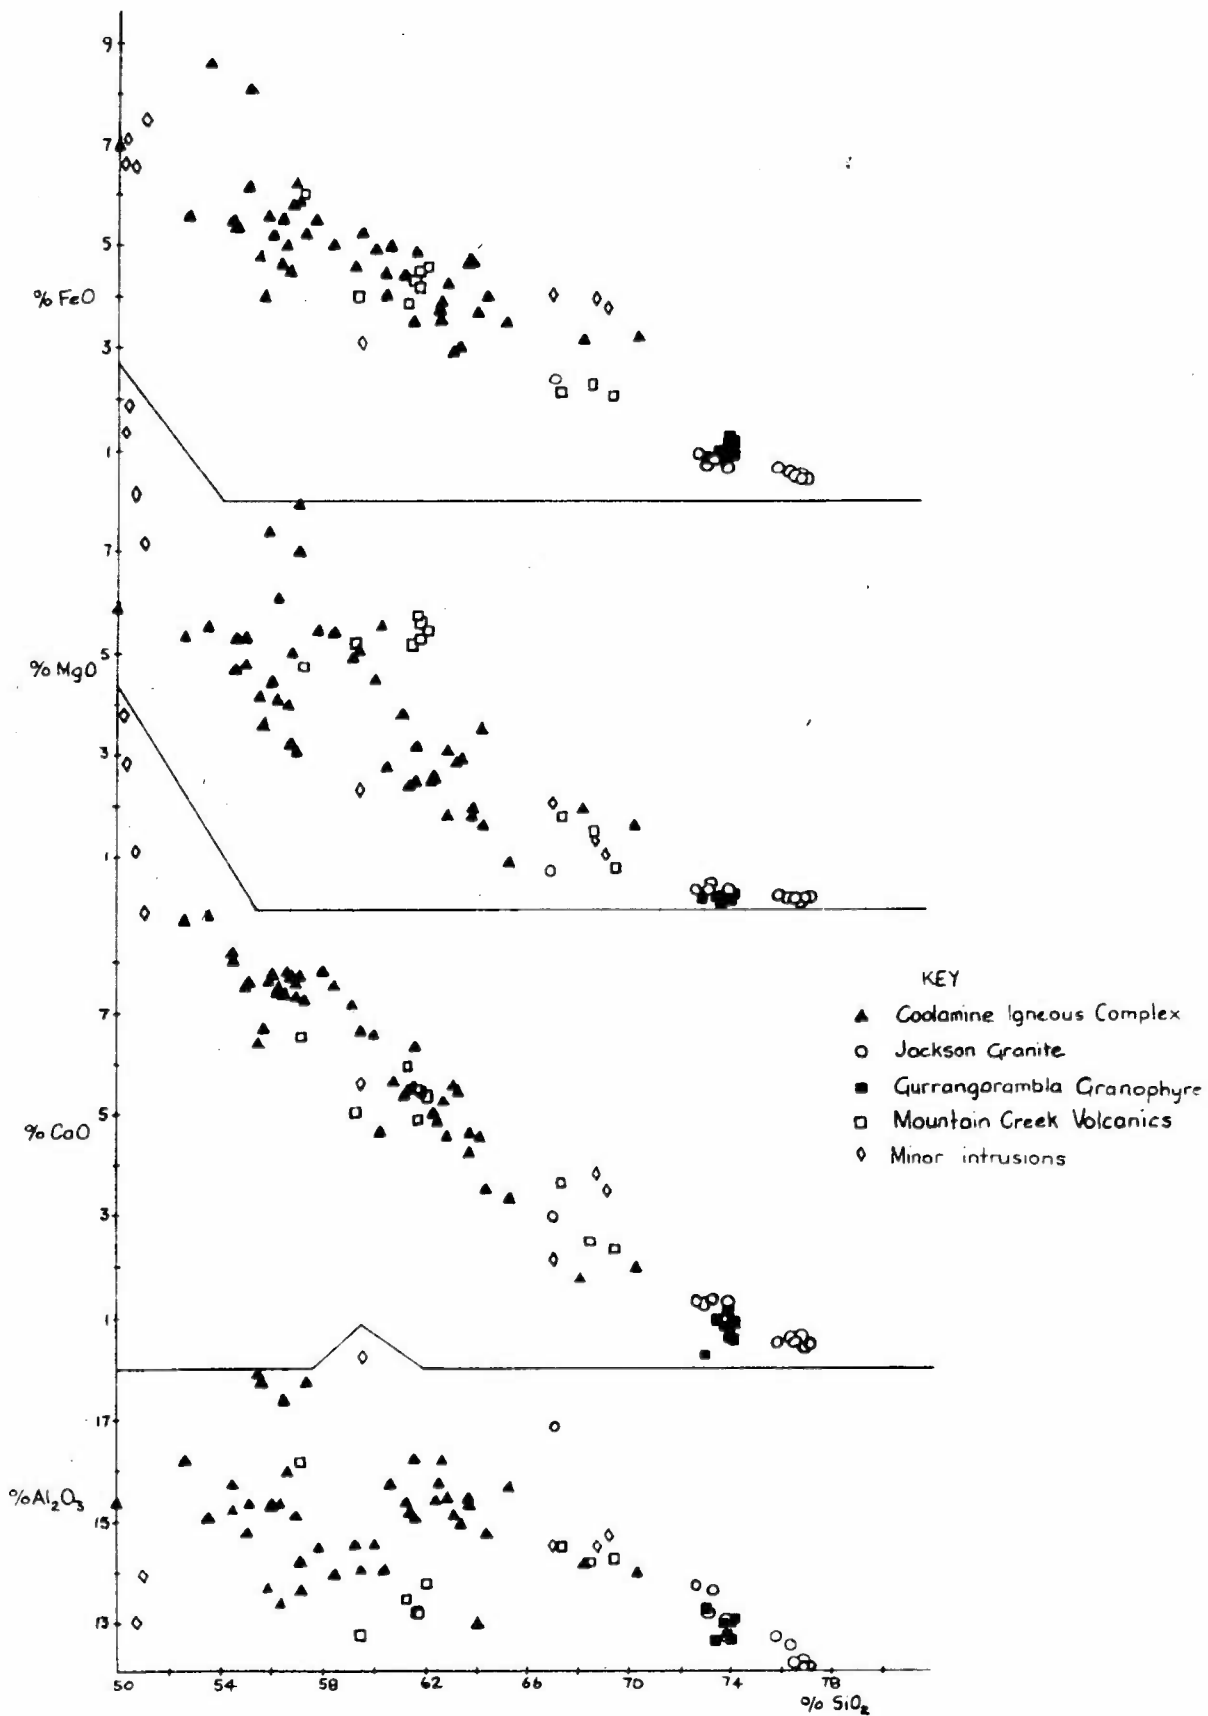 9
7
5
% FeO
3
1
7
5
% MgO
3
1
KEY
Coolamine Igneous Complex
Jackson Granite
Gurrangorambla Granophyre
Mountain Creek Volcanics
Minor intrusions
7
5
% CaO
3
1
17
% Al₂O₃
15
13
50 54 58 62 66 70 74 78
% SiO₂